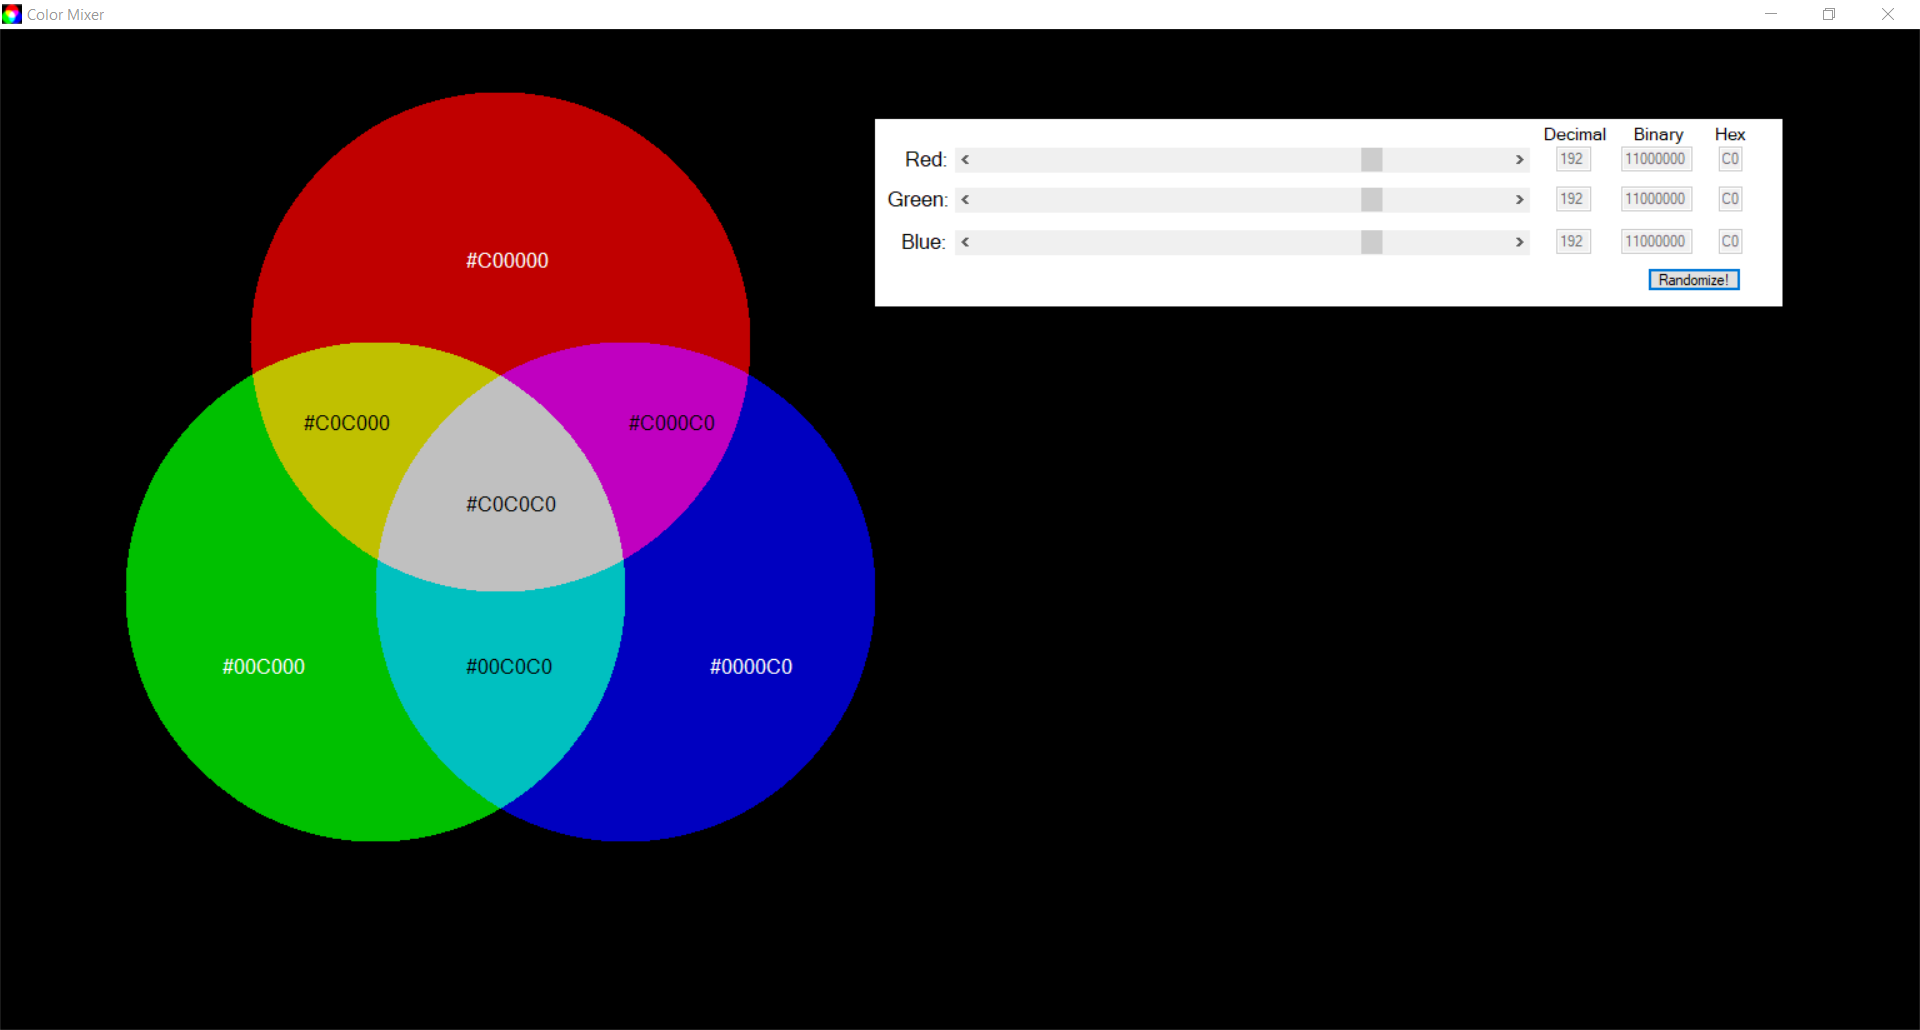 Color Mixer
Decimal Binary Hex
Red: 192 11000000 C0
Green: 192 11000000 C0
Blue: 192 11000000 C0
Randomize!
#C00000
#C0C000 #C000C0
#C0C0C0
#00C000 #00C0C0 #0000C0